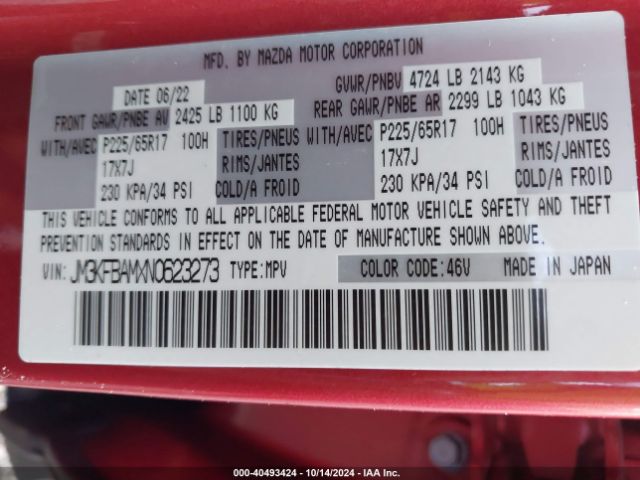 MFD. BY MAZDA MOTOR CORPORATION
DATE 06/22
GVWR/PNBV 4724 LB 2143 KG
FRONT GAWR/PNBE AV 2425 LB 1100 KG
REAR GAWR/PNBE AR 2299 LB 1043 KG
WITH/AVEC P225/65R17 100H TIRES/PNEUS WITH/AVEC P225/65R17 100H TIRES/PNEUS
17X7J RIMS/JANTES 17X7J RIMS/JANTES
230 KPA/34 PSI COLD/A FROID 230 KPA/34 PSI COLD/A FROID
THIS VEHICLE CONFORMS TO ALL APPLICABLE FEDERAL MOTOR VEHICLE SAFETY AND THEFT
PREVENTION STANDARDS IN EFFECT ON THE DATE OF MANUFACTURE SHOWN ABOVE.
VIN: JM3KFBAMXN0623273 TYPE:MPV COLOR CODE:46V MADE IN JAPAN
000-40493424 - 10/14/2024 - IAA Inc.